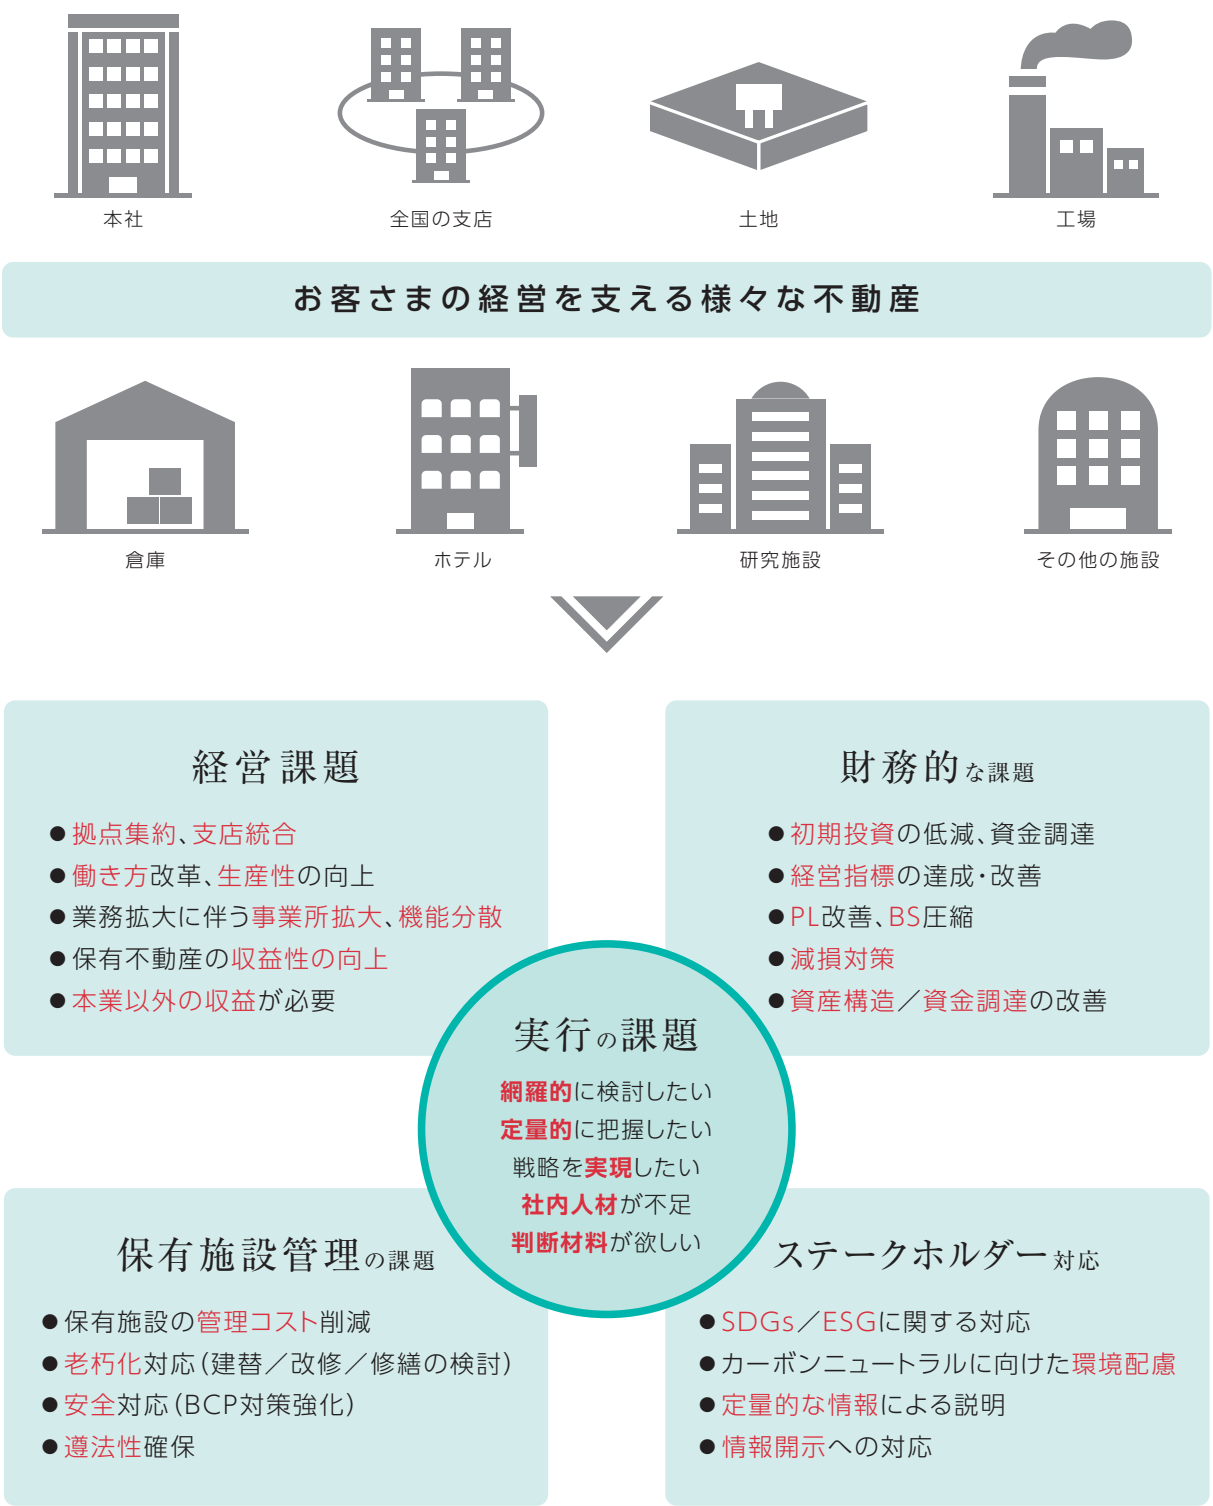 本社
全国の支店
土地
工場
お客さまの経営を支える様々な不動産
倉庫
ホテル
研究施設
その他の施設
経営課題
●拠点集約、支店統合
●働き方改革、生産性の向上
●業務拡大に伴う事業所拡大、機能分散
●保有不動産の収益性の向上
●本業以外の収益が必要
財務的な課題
●初期投資の低減、資金調達
●経営指標の達成・改善
●PL改善、BS圧縮
●減損対策
●資産構造／資金調達の改善
実行の課題
網羅的に検討したい
定量的に把握したい
戦略を実現したい
社内人材が不足
判断材料が欲しい
保有施設管理の課題
●保有施設の管理コスト削減
●老朽化対応（建替／改修／修繕の検討）
●安全対応（BCP対策強化）
●遵法性確保
ステークホルダー対応
●SDGs／ESGに関する対応
●カーボンニュートラルに向けた環境配慮
●定量的な情報による説明
●情報開示への対応